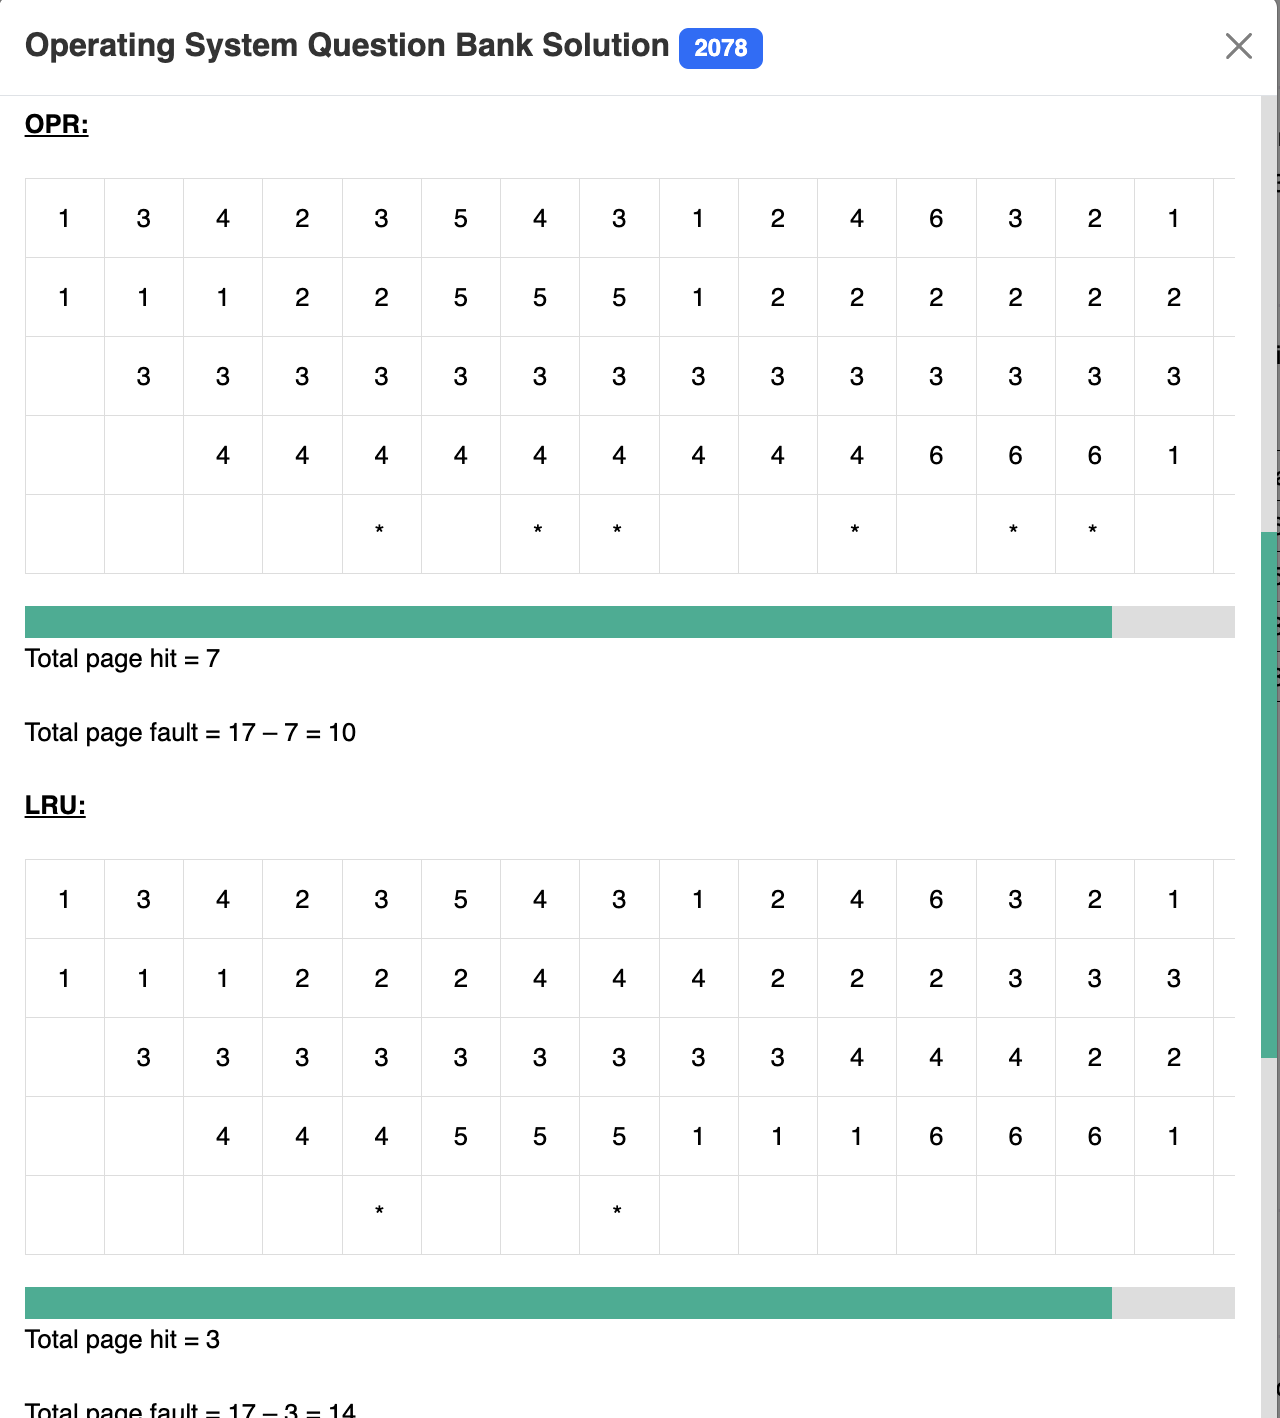 Operating System Question Bank Solution 2078
OPR:
1 3 4 2 3 5 4 3 1 2 4 6 3 2 1
1 1 1 2 2 5 5 5 1 2 2 2 2 2 2
3 3 3 3 3 3 3 3 3 3 3 3 3 3
4 4 4 4 4 4 4 4 4 6 6 6 1
* * * * * *
Total page hit = 7
Total page fault = 17 – 7 = 10
LRU:
1 3 4 2 3 5 4 3 1 2 4 6 3 2 1
1 1 1 2 2 2 4 4 4 2 2 2 3 3 3
3 3 3 3 3 3 3 3 3 4 4 4 2 2
4 4 4 5 5 5 1 1 1 6 6 6 1
* *
Total page hit = 3
Total page fault = 17 – 3 = 14